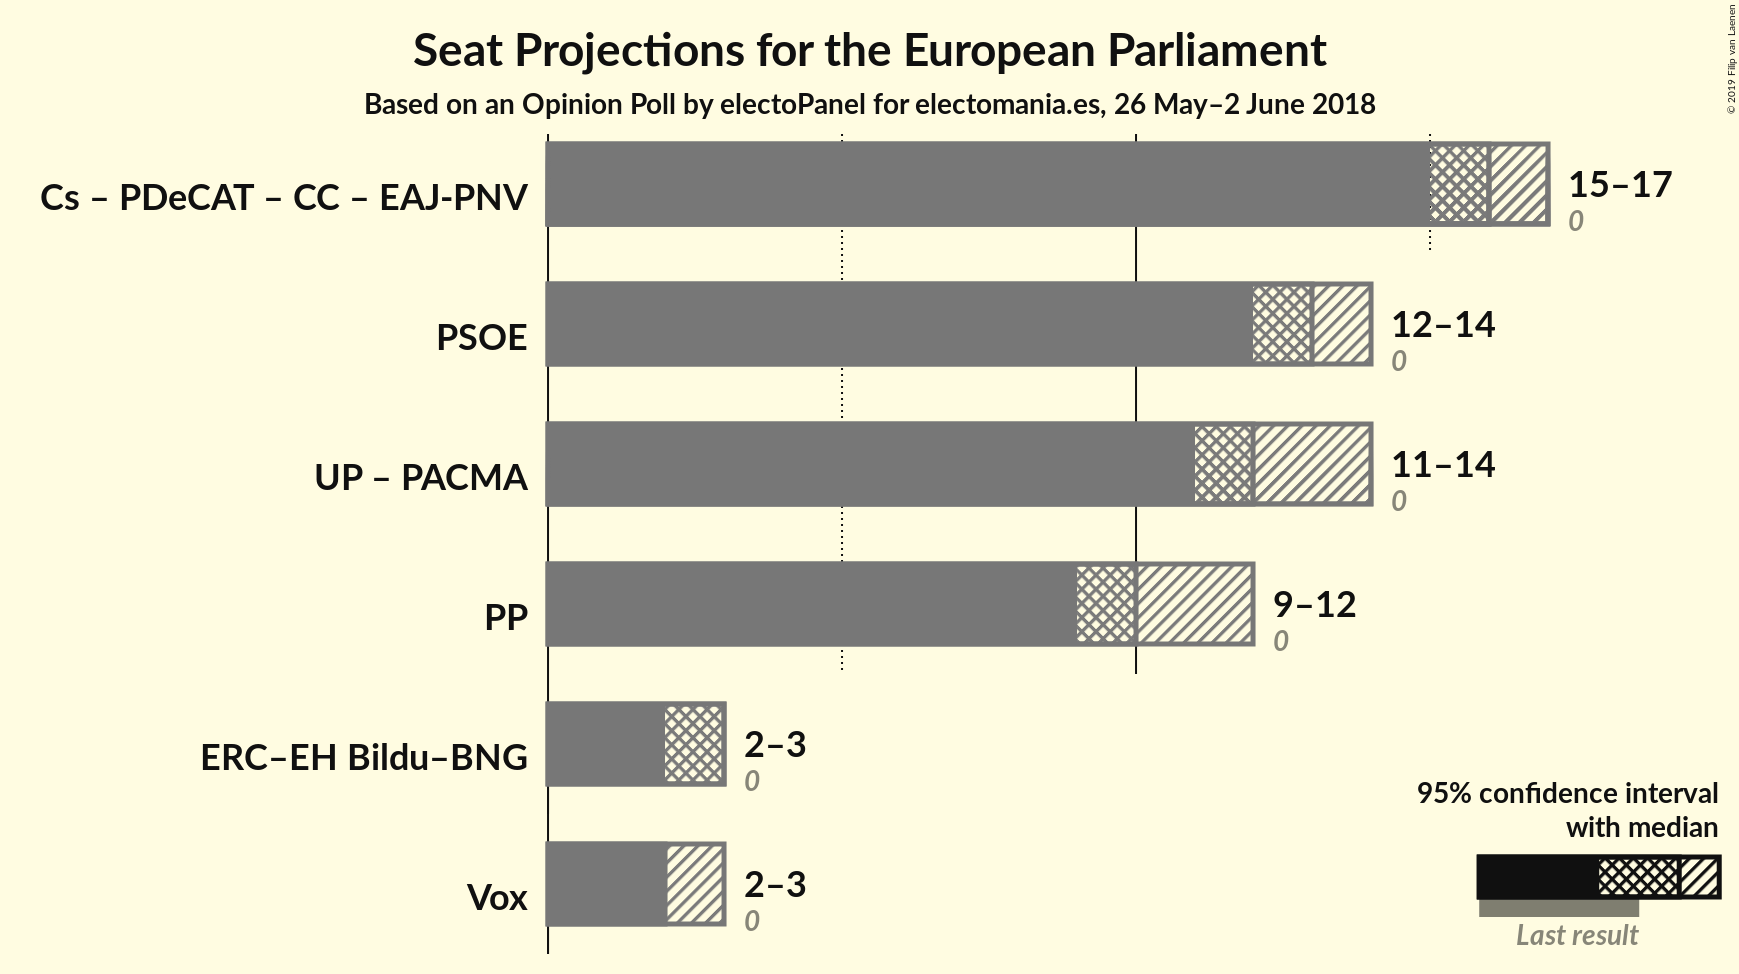 Seat Projections for the European Parliament
Based on an Opinion Poll by electoPanel for electomania.es, 26 May–2 June 2018
© 2019 Filip van Laenen
Cs – PDeCAT – CC – EAJ-PNV
15–17
0
PSOE
12–14
0
UP – PACMA
11–14
0
PP
9–12
0
ERC–EH Bildu–BNG
2–3
0
Vox
2–3
0
95% confidence interval
with median
Last result